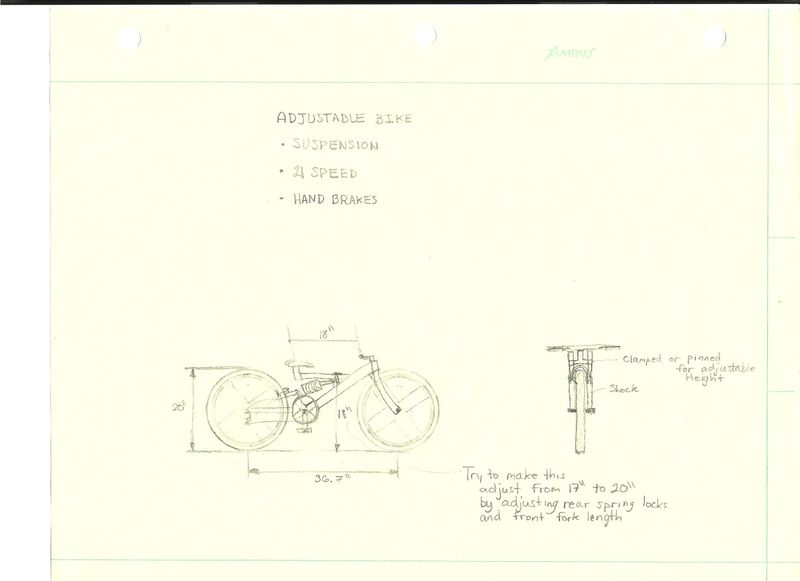 AMPAD
ADJUSTABLE BIKE
• SUSPENSION
• 21 SPEED
- HAND BRAKES
18"
20"
18"
36.7"
Clamped or pinned
for adjustable
Height
Shock
Try to make this
adjust from 17" to 20"
by adjusting rear spring locks
and front fork length